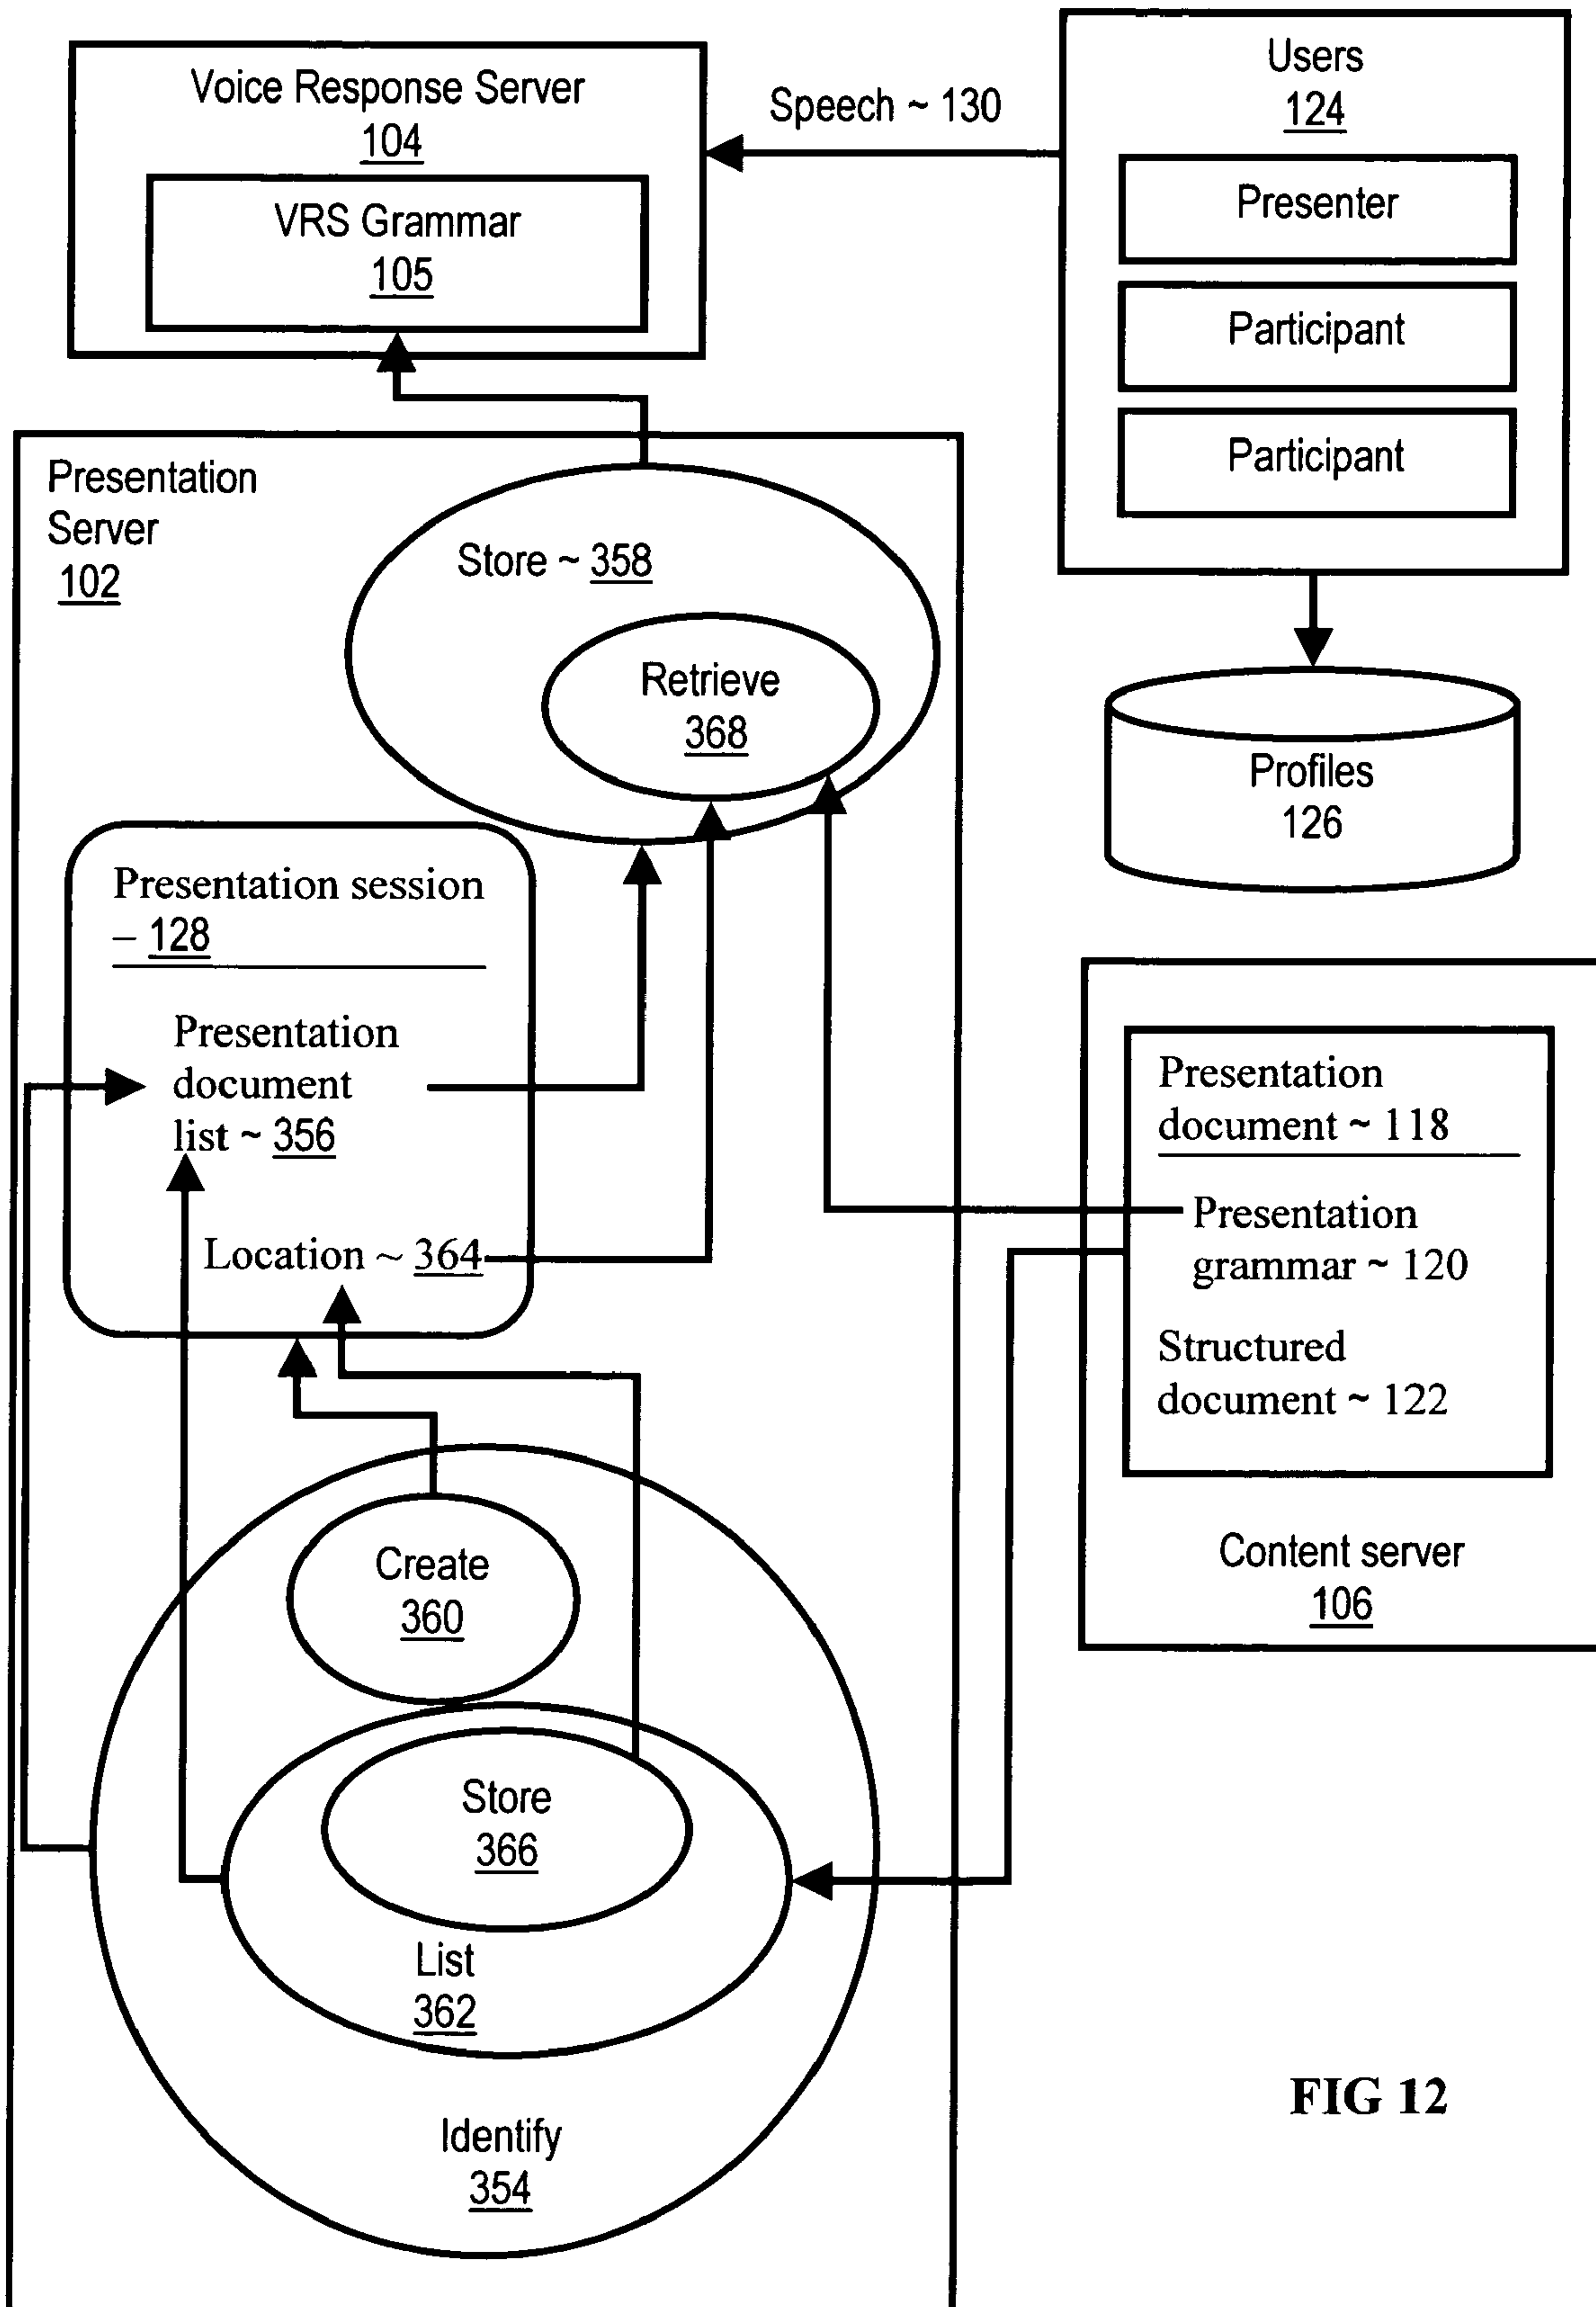 Voice Response Server
104
VRS Grammar
105
Speech ~ 130
Users
124
Presenter
Participant
Participant
Profiles
126
Presentation
Server
102
Store ~ 358
Retrieve
368
Presentation session
– 128
Presentation
document
list ~ 356
Location ~ 364
Presentation
document ~ 118
Presentation
grammar ~ 120
Structured
document ~ 122
Content server
106
Create
360
Store
366
List
362
Identify
354
FIG 12